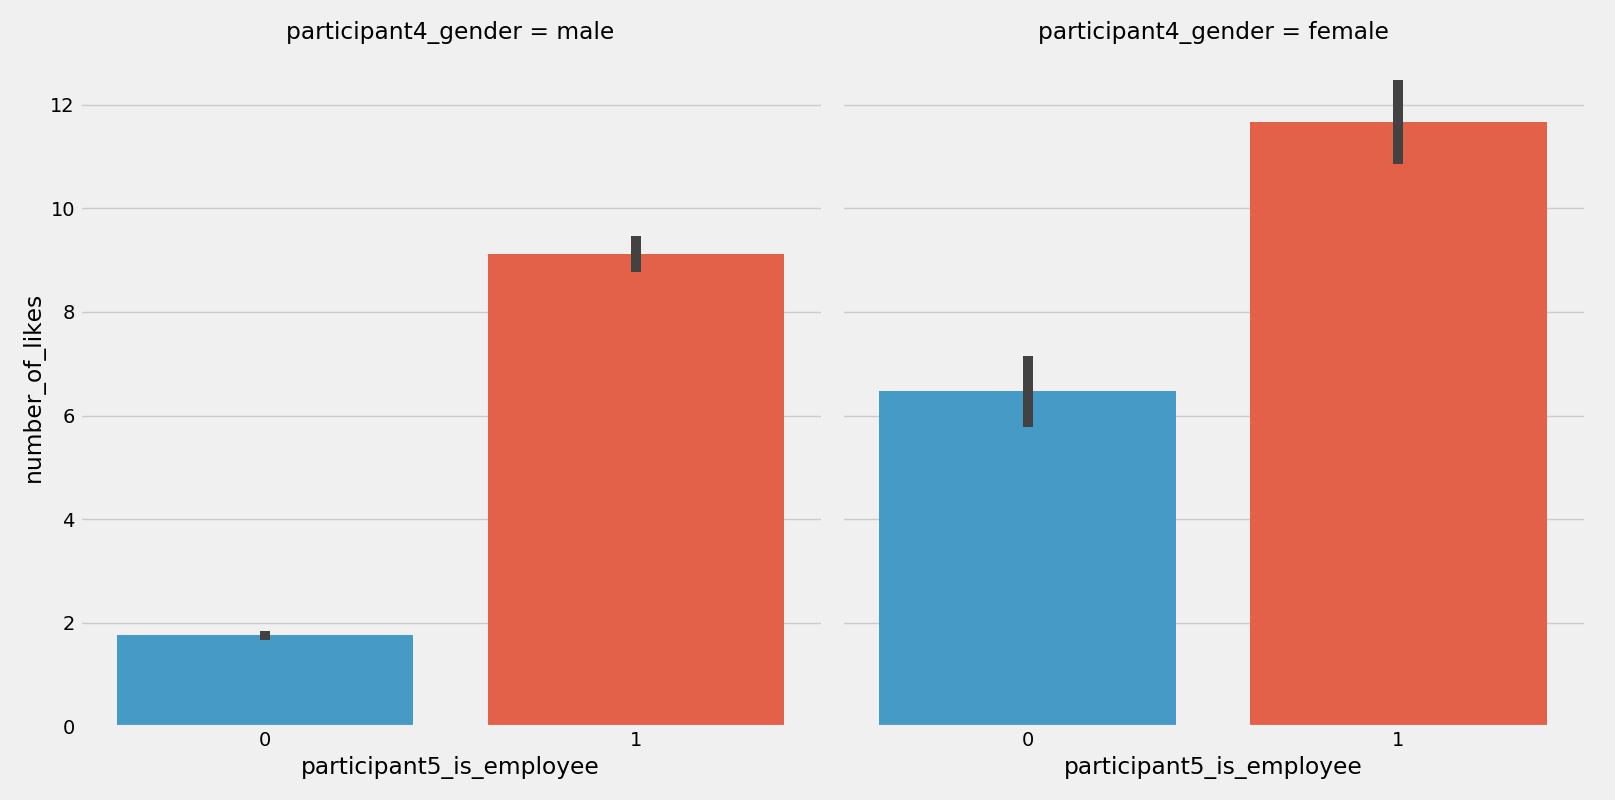 participant4_gender = male
participant4_gender = female
number_of_likes
12
10
8
6
4
2
0
0
1
0
1
participant5_is_employee
participant5_is_employee